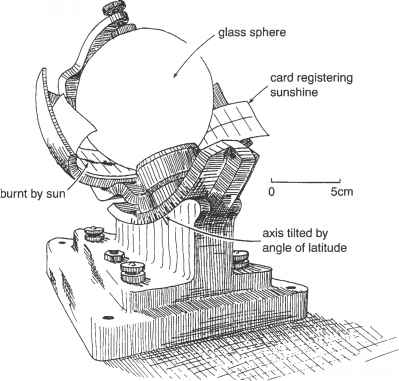 glass sphere
card registering
sunshine
burnt by sun
0 5cm
axis tilted by
angle of latitude